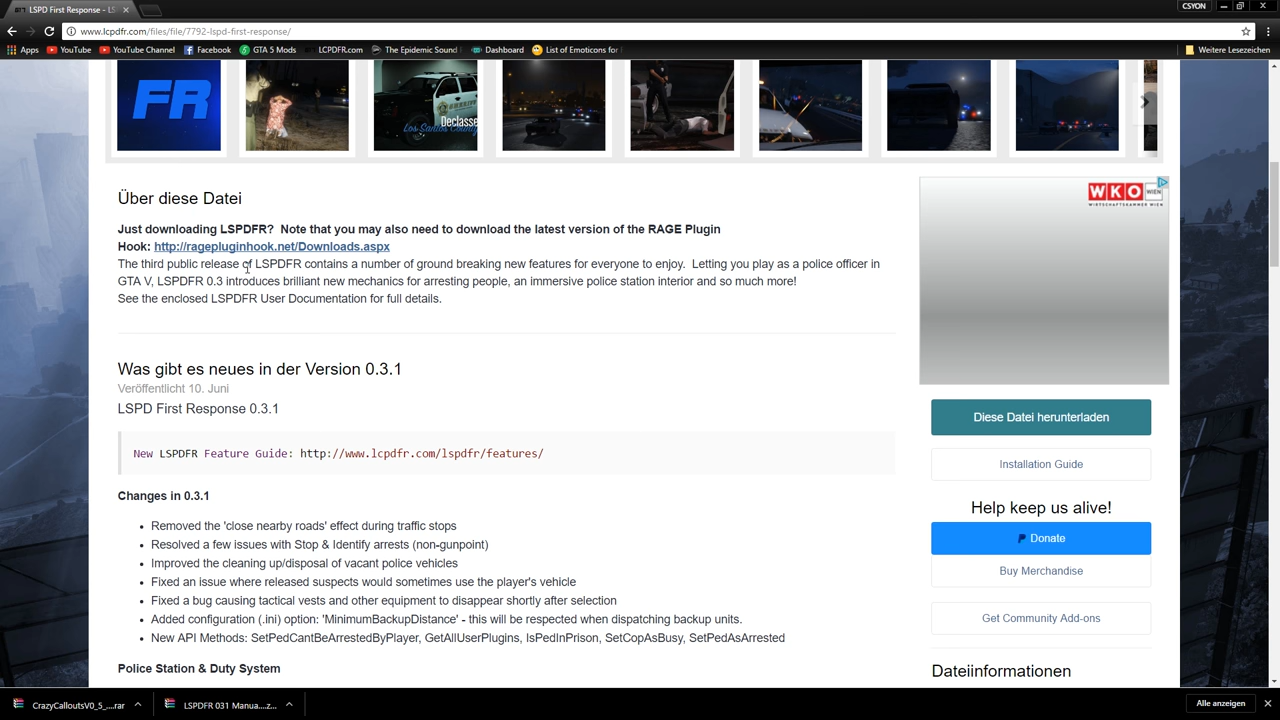 LSPD First Response - LS
CSYON
www.lcpdfr.com/files/file/7792-lspd-first-response/
Apps YouTube YouTube Channel Facebook GTA 5 Mods LCPDFR.com The Epidemic Sound Dashboard List of Emoticons for Weitere Lesezeichen
FR
SHERIFF
Declasse
Los Santos County
Über diese Datei
Just downloading LSPDFR? Note that you may also need to download the latest version of the RAGE Plugin
Hook: http://ragepluginhook.net/Downloads.aspx
The third public release of LSPDFR contains a number of ground breaking new features for everyone to enjoy. Letting you play as a police officer in
GTA V, LSPDFR 0.3 introduces brilliant new mechanics for arresting people, an immersive police station interior and so much more!
See the enclosed LSPDFR User Documentation for full details.
WKO WIEN
WIRTSCHAFTSKAMMER WIEN
Was gibt es neues in der Version 0.3.1
Veröffentlicht 10. Juni
LSPD First Response 0.3.1
New LSPDFR Feature Guide: http://www.lcpdfr.com/lspdfr/features/
Changes in 0.3.1
• Removed the 'close nearby roads' effect during traffic stops
• Resolved a few issues with Stop & Identify arrests (non-gunpoint)
• Improved the cleaning up/disposal of vacant police vehicles
• Fixed an issue where released suspects would sometimes use the player's vehicle
• Fixed a bug causing tactical vests and other equipment to disappear shortly after selection
• Added configuration (.ini) option: 'MinimumBackupDistance' - this will be respected when dispatching backup units.
• New API Methods: SetPedCantBeArrestedByPlayer, GetAllUserPlugins, IsPedInPrison, SetCopAsBusy, SetPedAsArrested
Police Station & Duty System
Diese Datei herunterladen
Installation Guide
Help keep us alive!
Donate
Buy Merchandise
Get Community Add-ons
Dateiinformationen
CrazyCalloutsV0_5_....rar
LSPDFR 031 Manua....z...
Alle anzeigen